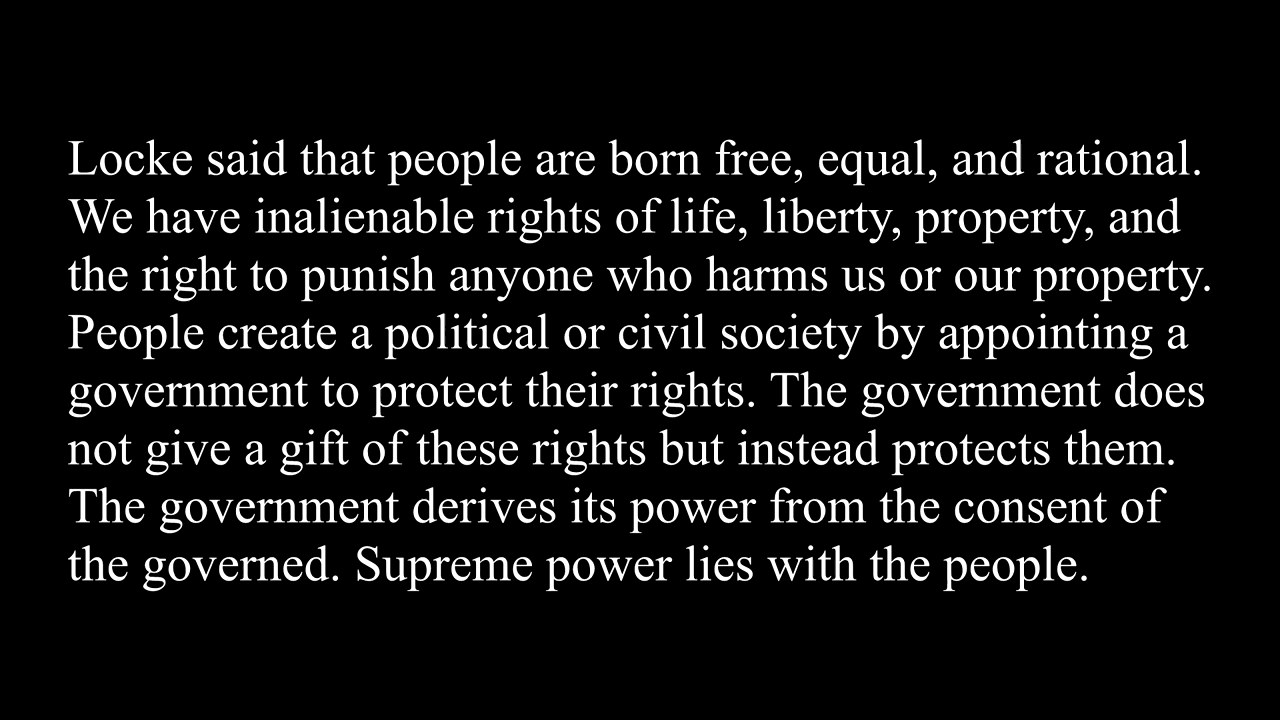 Locke said that people are born free, equal, and rational.
We have inalienable rights of life, liberty, property, and
the right to punish anyone who harms us or our property.
People create a political or civil society by appointing a
government to protect their rights. The government does
not give a gift of these rights but instead protects them.
The government derives its power from the consent of
the governed. Supreme power lies with the people.